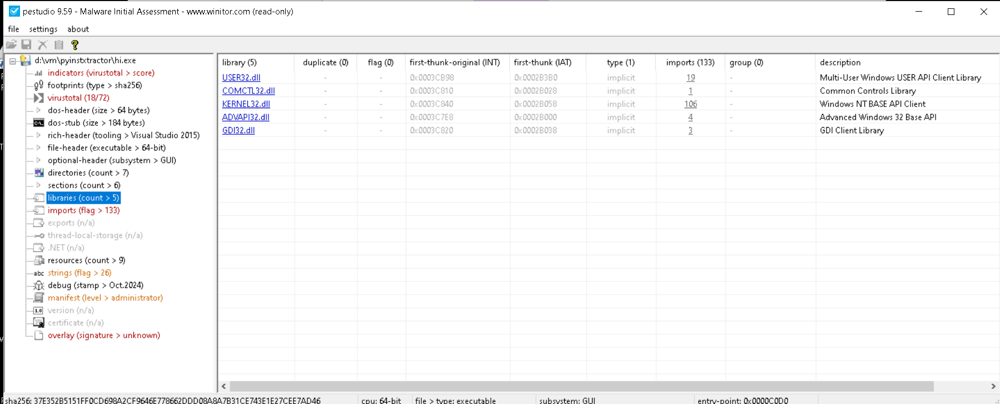 pestudio 9.59 - Malware Initial Assessment - www.winitor.com (read-only)
file settings about
d:\vm\pyinstxtractor\hi.exe
indicators (virustotal > score)
footprints (type > sha256)
virustotal (18/72)
dos-header (size > 64 bytes)
dos-stub (size > 184 bytes)
rich-header (tooling > Visual Studio 2015)
file-header (executable > 64-bit)
optional-header (subsystem > GUI)
directories (count > 7)
sections (count > 6)
libraries (count > 5)
imports (flag > 133)
exports (n/a)
thread-local-storage (n/a)
.NET (n/a)
resources (count > 9)
abc strings (flag > 26)
debug (stamp > Oct.2024)
manifest (level > administrator)
1.0 version (n/a)
certificate (n/a)
overlay (signature > unknown)
library (5) duplicate (0) flag (0) first-thunk-original (INT) first-thunk (IAT) type (1) imports (133) group (0) description
USER32.dll - - 0x0003CB98 0x0002B3B0 implicit 19 - Multi-User Windows USER API Client Library
COMCTL32.dll - - 0x0003C810 0x0002B028 implicit 1 - Common Controls Library
KERNEL32.dll - - 0x0003C840 0x0002B058 implicit 106 - Windows NT BASE API Client
ADVAPI32.dll - - 0x0003C7E8 0x0002B000 implicit 4 - Advanced Windows 32 Base API
GDI32.dll - - 0x0003C820 0x0002B038 implicit 3 - GDI Client Library
sha256: 37E352B5151FF0CD698A2CF9646E778662DDD08A8A7B31CE743E1E27CEE7AD46 cpu: 64-bit file > type: executable subsystem: GUI entry-point: 0x0000C0D0